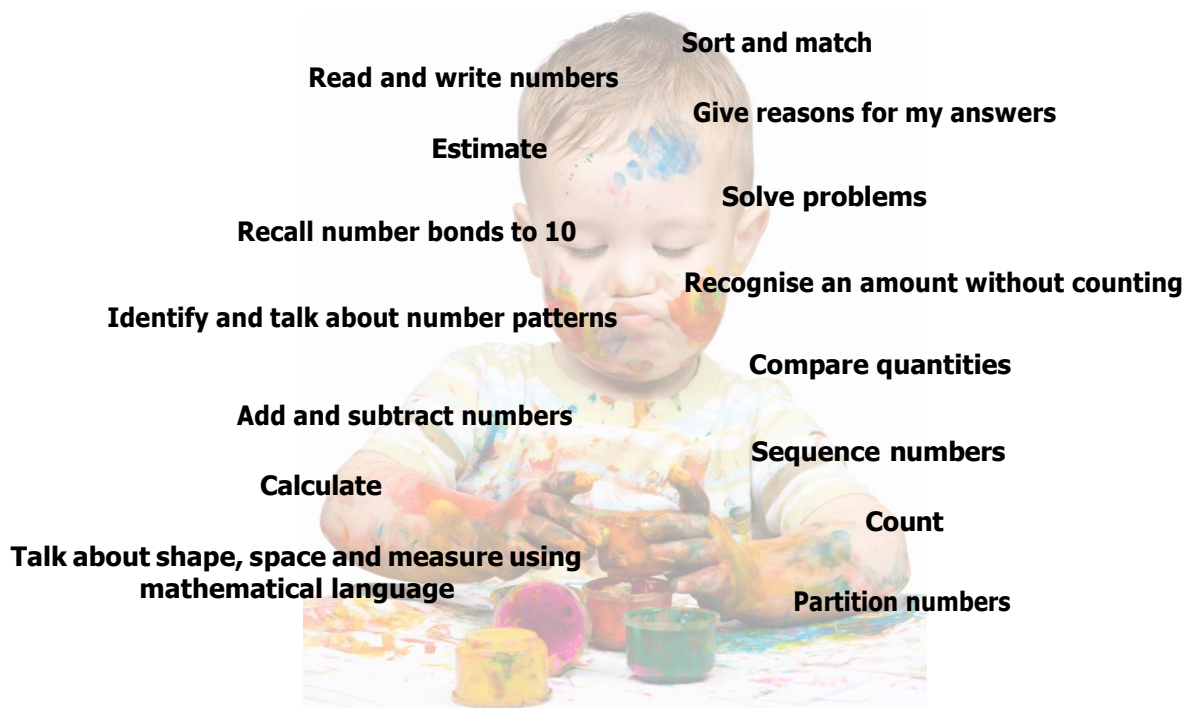 Sort and match
Read and write numbers
Give reasons for my answers
Estimate
Solve problems
Recall number bonds to 10
Recognise an amount without counting
Identify and talk about number patterns
Compare quantities
Add and subtract numbers
Sequence numbers
Calculate
Count
Talk about shape, space and measure using
mathematical language
Partition numbers